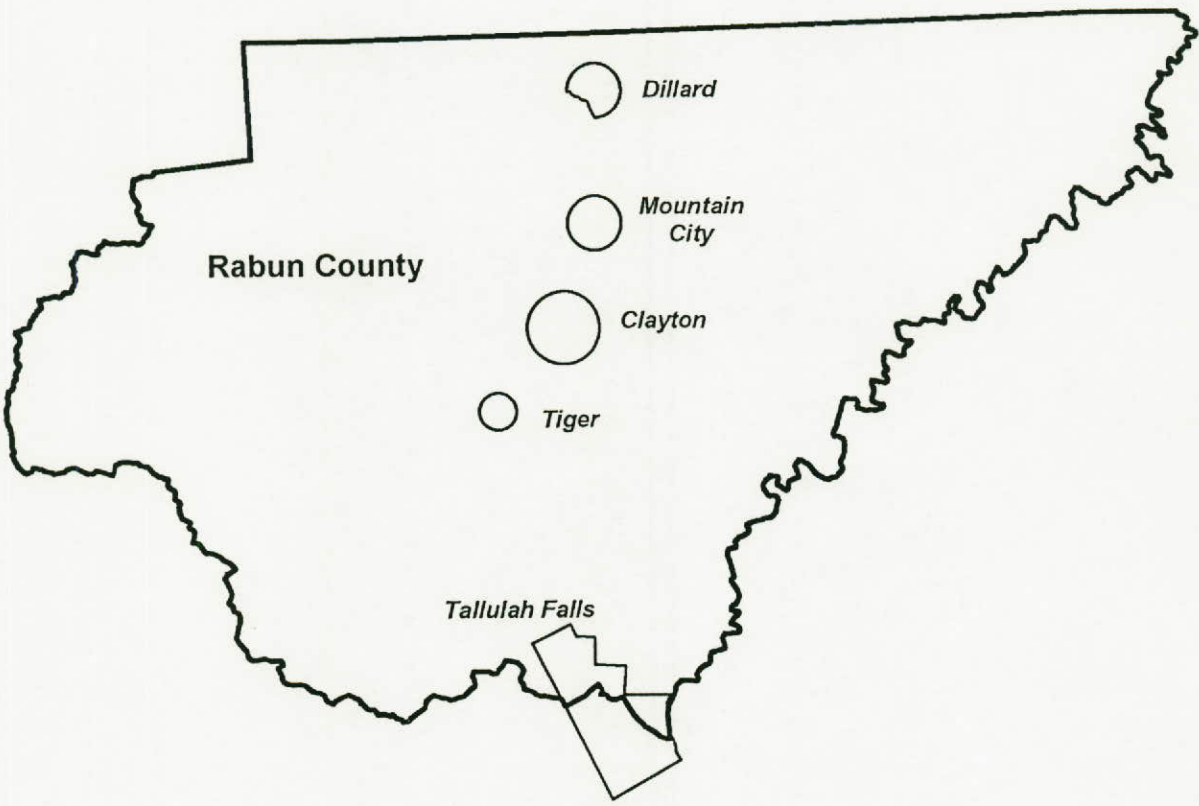 Dillard
Mountain
City
Rabun County
Clayton
Tiger
Tallulah Falls